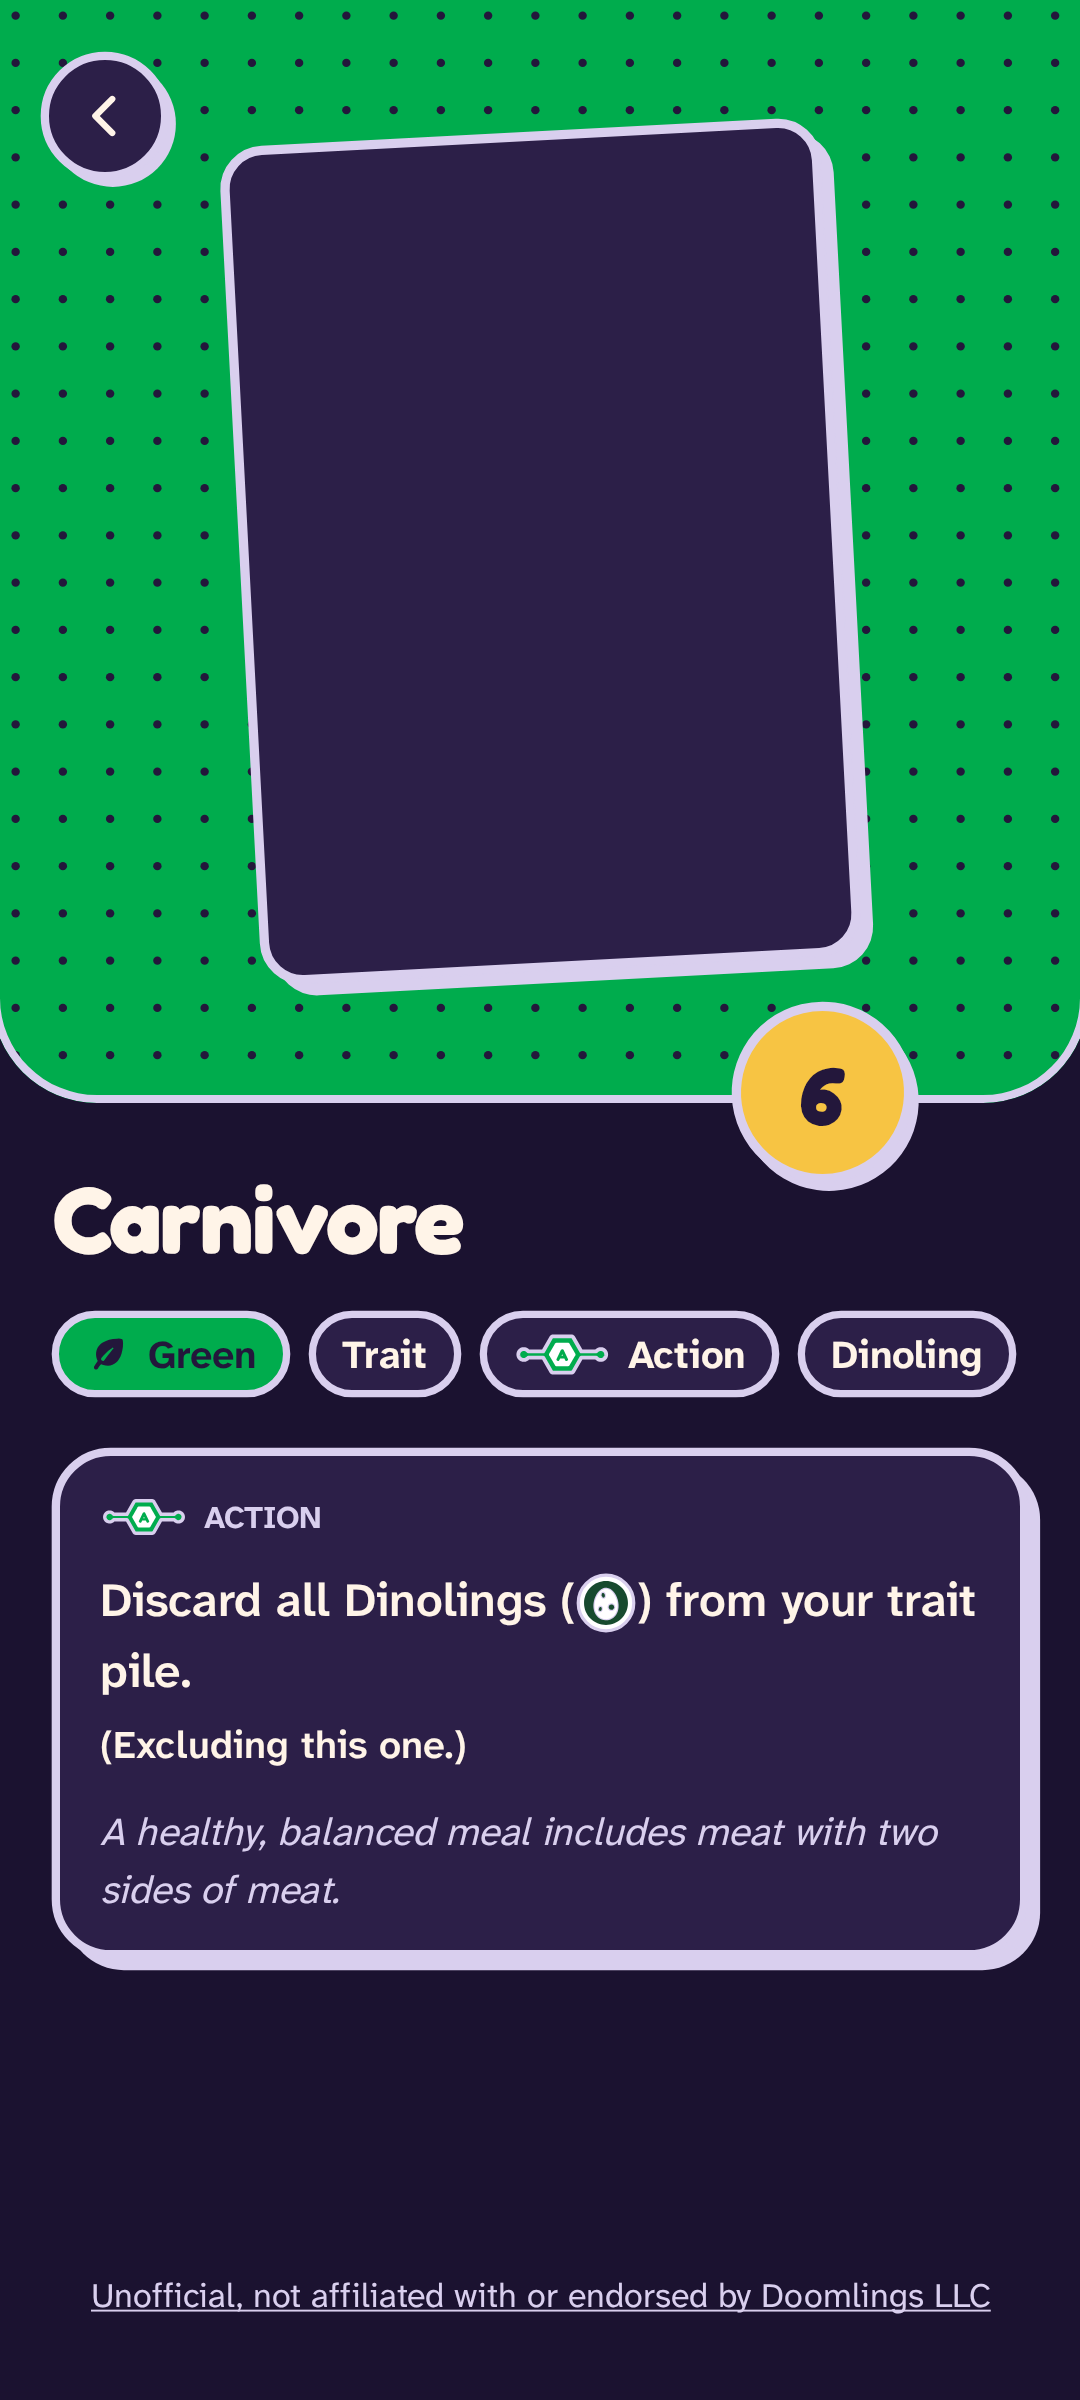 6
Carnivore
Green
Trait
A Action
Dinoling
A ACTION
Discard all Dinolings () from your trait
pile.
(Excluding this one.)
A healthy, balanced meal includes meat with two
sides of meat.
Unofficial, not affiliated with or endorsed by Doomlings LLC